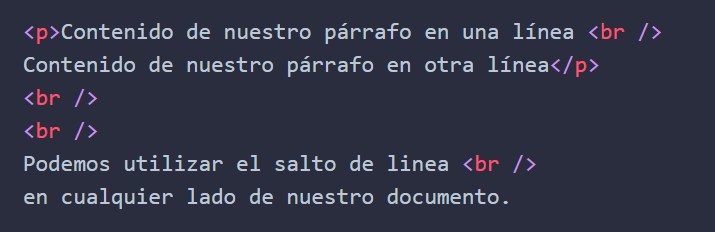 <p>Contenido de nuestro párrafo en una línea <br />
Contenido de nuestro párrafo en otra línea</p>
<br />
<br />
Podemos utilizar el salto de linea <br />
en cualquier lado de nuestro documento.